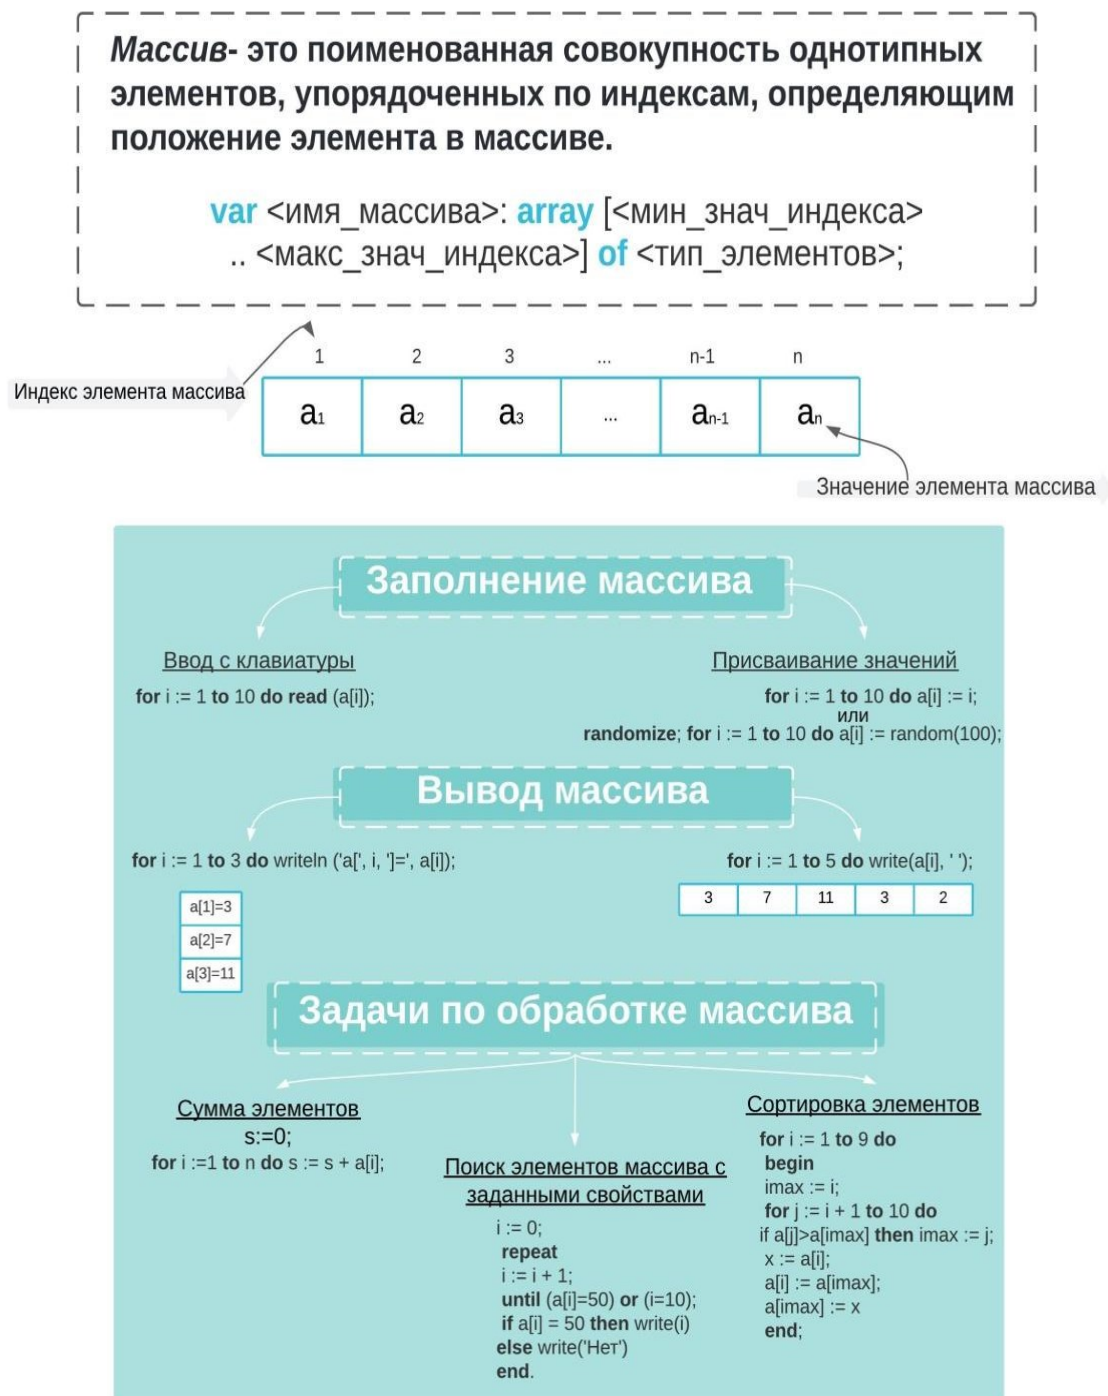 Массив- это поименованная совокупность однотипных
элементов, упорядоченных по индексам, определяющим
положение элемента в массиве.
var <имя_массива>: array [<мин_знач_индекса>
.. <макс_знач_индекса>] of <тип_элементов>;
1 2 3 ... n-1 n
Индекс элемента массива
a1 a2 a3 ... an-1 an
Значение элемента массива
Заполнение массива
Ввод с клавиатуры
for i := 1 to 10 do read (a[i]);
Присваивание значений
for i := 1 to 10 do a[i] := i;
или
randomize; for i := 1 to 10 do a[i] := random(100);
Вывод массива
for i := 1 to 3 do writeln ('a[', i, ']=', a[i]);
a[1]=3
a[2]=7
a[3]=11
for i := 1 to 5 do write(a[i], ' ');
3 7 11 3 2
Задачи по обработке массива
Сумма элементов
s:=0;
for i :=1 to n do s := s + a[i];
Поиск элементов массива с
заданными свойствами
i := 0;
repeat
i := i + 1;
until (a[i]=50) or (i=10);
if a[i] = 50 then write(i)
else write('Нет')
end.
Сортировка элементов
for i := 1 to 9 do
begin
imax := i;
for j := i + 1 to 10 do
if a[j]>a[imax] then imax := j;
x := a[i];
a[i] := a[imax];
a[imax] := x
end;